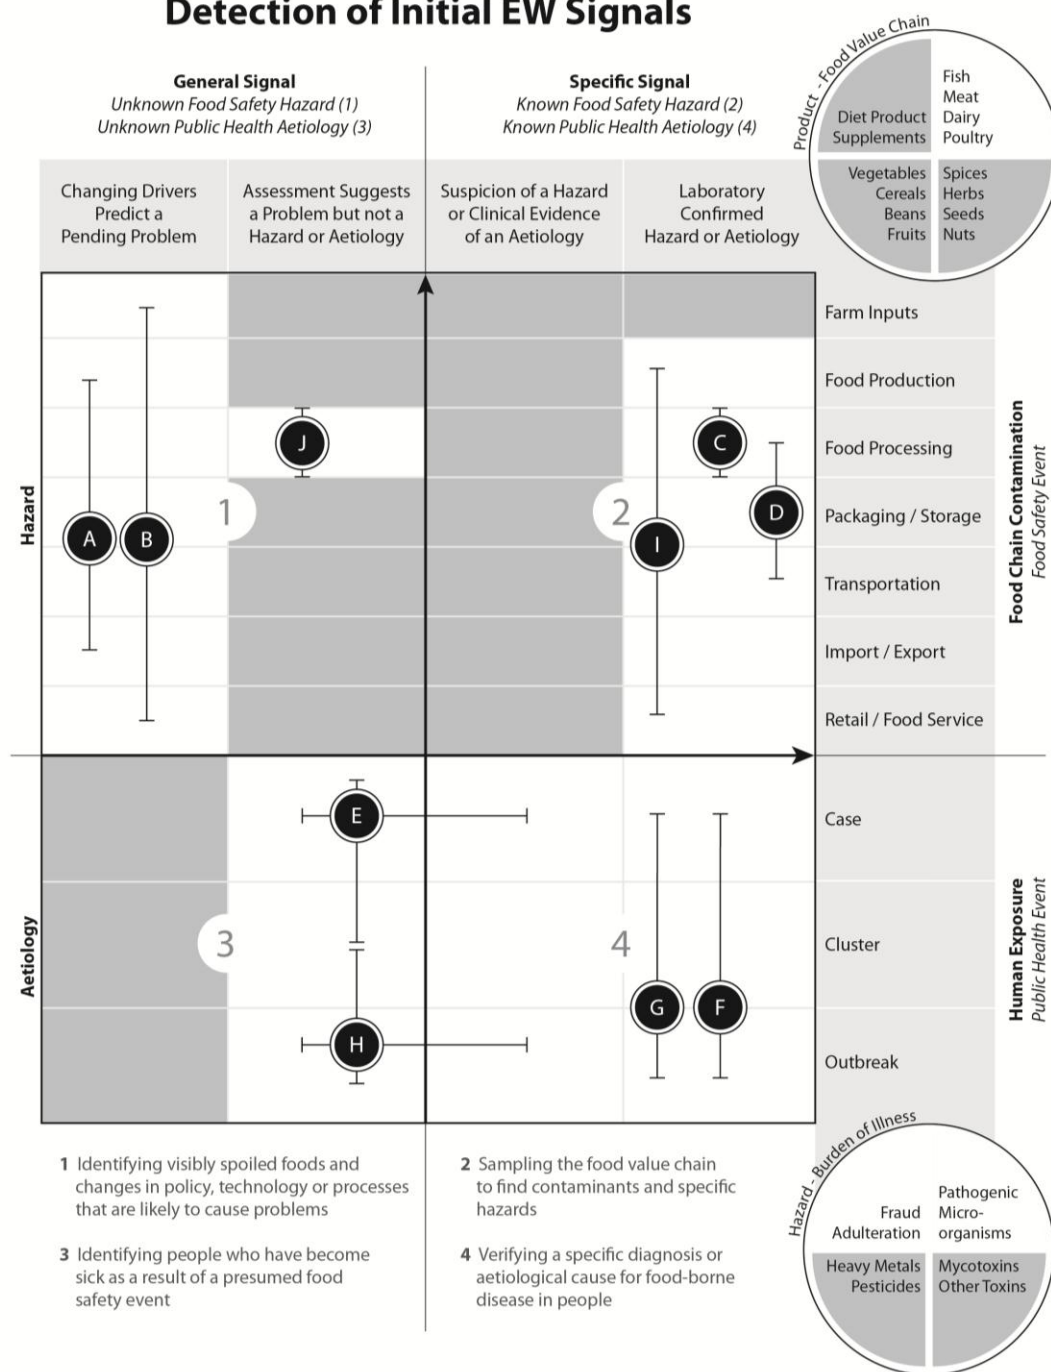 Detection of Initial EW Signals
General Signal
Unknown Food Safety Hazard (1)
Unknown Public Health Aetiology (3)
Specific Signal
Known Food Safety Hazard (2)
Known Public Health Aetiology (4)
Product - Food Value Chain
Diet Product
Supplements
Fish
Meat
Dairy
Poultry
Vegetables
Cereals
Beans
Fruits
Spices
Herbs
Seeds
Nuts
Changing Drivers
Predict a
Pending Problem
Assessment Suggests
a Problem but not a
Hazard or Aetiology
Suspicion of a Hazard
or Clinical Evidence
of an Aetiology
Laboratory
Confirmed
Hazard or Aetiology
Hazard
A
B
J
1
2
C
D
I
Farm Inputs
Food Production
Food Processing
Packaging / Storage
Transportation
Import / Export
Retail / Food Service
Food Chain Contamination
Food Safety Event
Aetiology
E
3
4
H
G
F
Case
Cluster
Outbreak
Human Exposure
Public Health Event
1 Identifying visibly spoiled foods and
changes in policy, technology or processes
that are likely to cause problems
2 Sampling the food value chain
to find contaminants and specific
hazards
3 Identifying people who have become
sick as a result of a presumed food
safety event
4 Verifying a specific diagnosis or
aetiological cause for food-borne
disease in people
Hazard - Burden of Illness
Fraud
Adulteration
Pathogenic
Micro-
organisms
Heavy Metals
Pesticides
Mycotoxins
Other Toxins